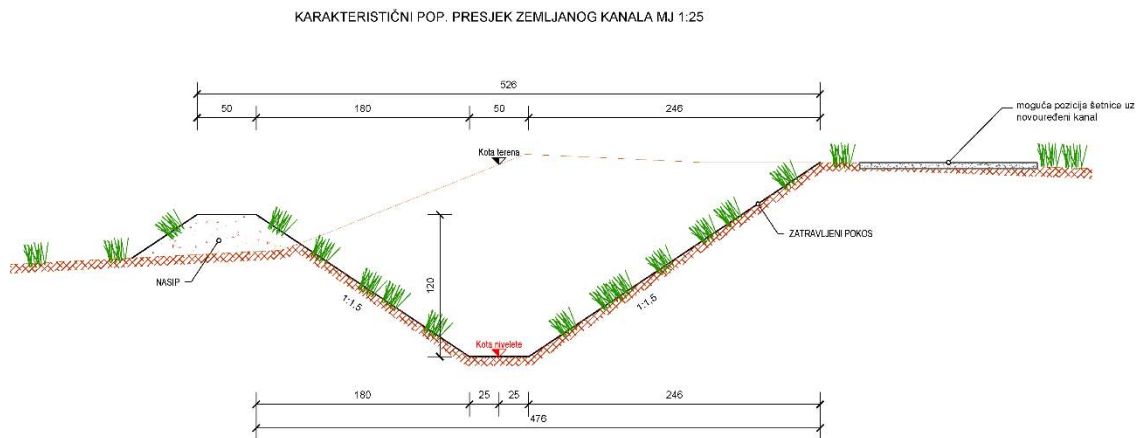 KARAKTERISTIČNI POP. PRESJEK ZEMLJANOG KANALA MJ 1:25
526
50
180
50
246
moguća pozicija šetnice uz
novouređeni kanal
Kota terena
ZATRAVLJENI POKOS
NASIP
120
1:1.5
1:1.5
Kota nivelete
180
25
25
246
476